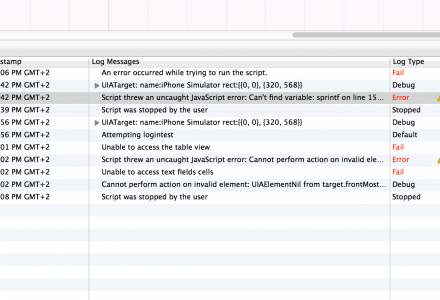 stamp Log Messages Log Type
06 PM GMT+2 An error occurred while trying to run the script. Fail
42 PM GMT+2 UIATarget: name:iPhone Simulator rect:{{0, 0}, {320, 568}} Debug
42 PM GMT+2 Script threw an uncaught JavaScript error: Can't find variable: sprintf on line 15... Error
39 PM GMT+2 Script was stopped by the user Stopped
56 PM GMT+2 UIATarget: name:iPhone Simulator rect:{{0, 0}, {320, 568}} Debug
56 PM GMT+2 Attempting logintest Default
01 PM GMT+2 Unable to access the table view Fail
02 PM GMT+2 Script threw an uncaught JavaScript error: Cannot perform action on invalid ele... Error
02 PM GMT+2 Unable to access text fields cells Fail
02 PM GMT+2 Cannot perform action on invalid element: UIAElementNil from target.frontMost... Debug
08 PM GMT+2 Script was stopped by the user Stopped